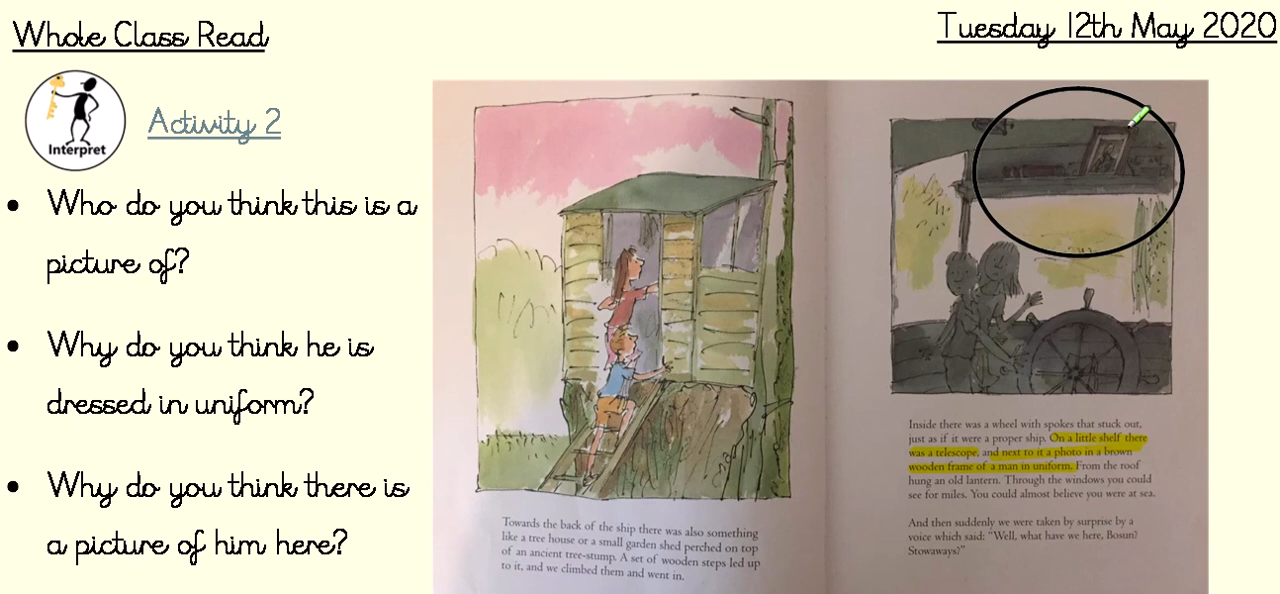 Whole Class Read
Tuesday 12th May 2020
Interpret
Activity 2
• Who do you think this is a
picture of?
• Why do you think he is
dressed in uniform?
• Why do you think there is
a picture of him here?
Towards the back of the ship there was also something
like a tree house or a small garden shed perched on top
of an ancient tree-stump. A set of wooden steps led up
to it, and we climbed them and went in.
Inside there was a wheel with spokes that stuck out,
just as if it were a proper ship. On a little shelf there
was a telescope, and next to it a photo in a brown
wooden frame of a man in uniform. From the roof
hung an old lantern. Through the windows you could
see for miles. You could almost believe you were at sea.
And then suddenly we were taken by surprise by a
voice which said: “Well, what have we here, Bosun?
Stowaways?”